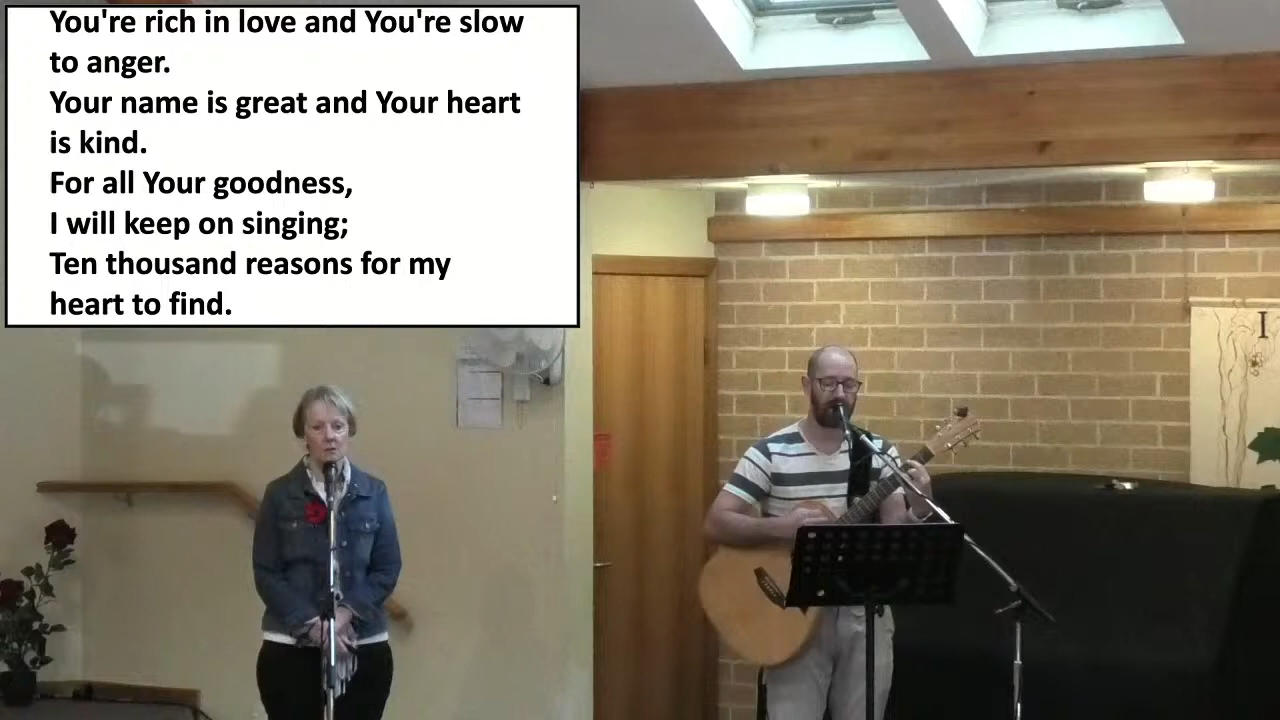 You're rich in love and You're slow
to anger.
Your name is great and Your heart
is kind.
For all Your goodness,
I will keep on singing;
Ten thousand reasons for my
heart to find.
I